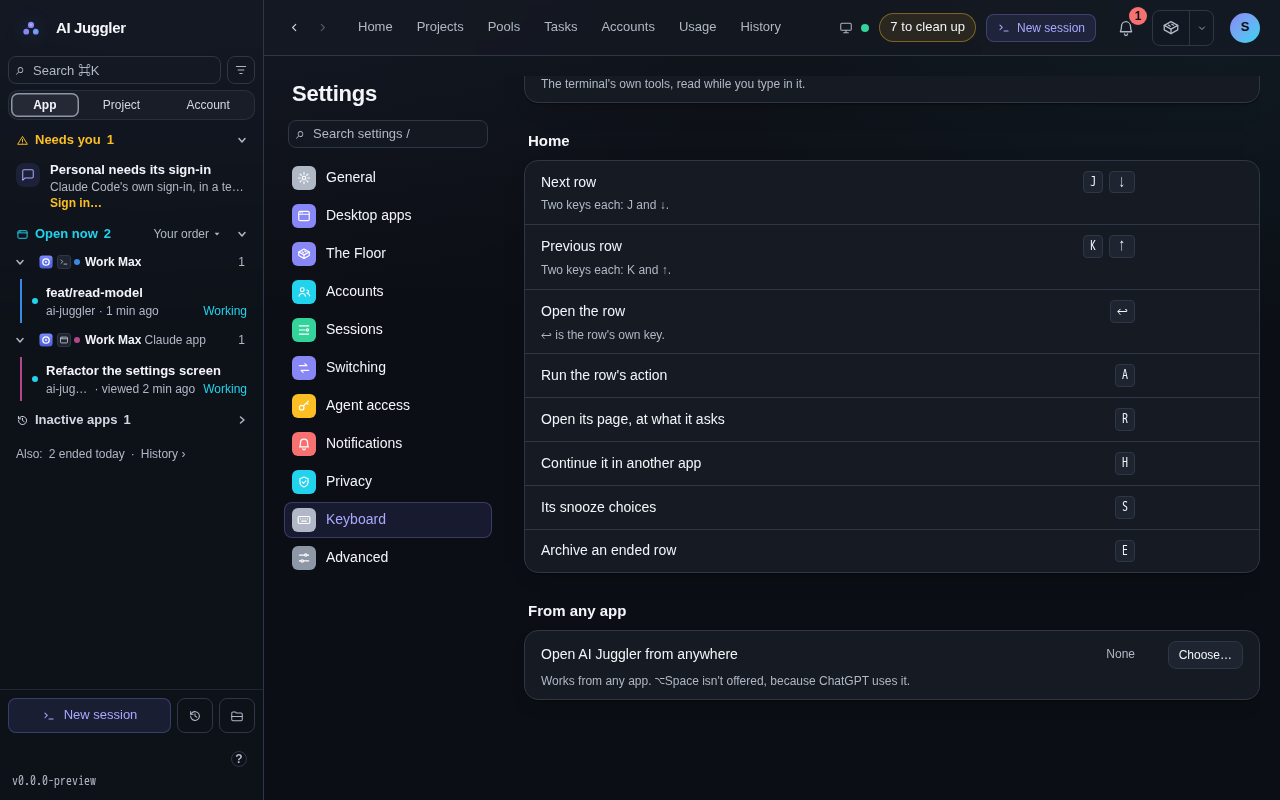 AI Juggler
Search ⌘K
App Project Account
Needs you 1
Personal needs its sign-in
Claude Code's own sign-in, in a te…
Sign in…
Open now 2 Your order
Work Max 1
feat/read-model
ai-juggler · 1 min ago Working
Work Max Claude app 1
Refactor the settings screen
ai-jug… · viewed 2 min ago Working
Inactive apps 1
Also: 2 ended today · History ›
New session
?
v0.0.0-preview
Home Projects Pools Tasks Accounts Usage History
7 to clean up
New session
1
S
Settings
Search settings /
General
Desktop apps
The Floor
Accounts
Sessions
Switching
Agent access
Notifications
Privacy
Keyboard
Advanced
The terminal's own tools, read while you type in it.
Home
Next row J ↓
Two keys each: J and ↓.
Previous row K ↑
Two keys each: K and ↑.
Open the row ↩
↩ is the row's own key.
Run the row's action A
Open its page, at what it asks R
Continue it in another app H
Its snooze choices S
Archive an ended row E
From any app
Open AI Juggler from anywhere None Choose…
Works from any app. ⌥Space isn't offered, because ChatGPT uses it.